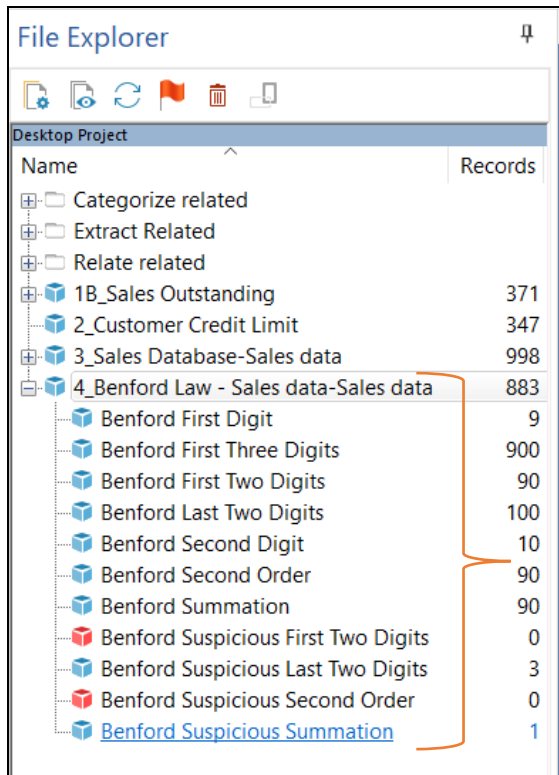 File Explorer
Desktop Project
Name Records
Categorize related
Extract Related
Relate related
1B_Sales Outstanding 371
2_Customer Credit Limit 347
3_Sales Database-Sales data 998
4_Benford Law - Sales data-Sales data 883
Benford First Digit 9
Benford First Three Digits 900
Benford First Two Digits 90
Benford Last Two Digits 100
Benford Second Digit 10
Benford Second Order 90
Benford Summation 90
Benford Suspicious First Two Digits 0
Benford Suspicious Last Two Digits 3
Benford Suspicious Second Order 0
Benford Suspicious Summation 1